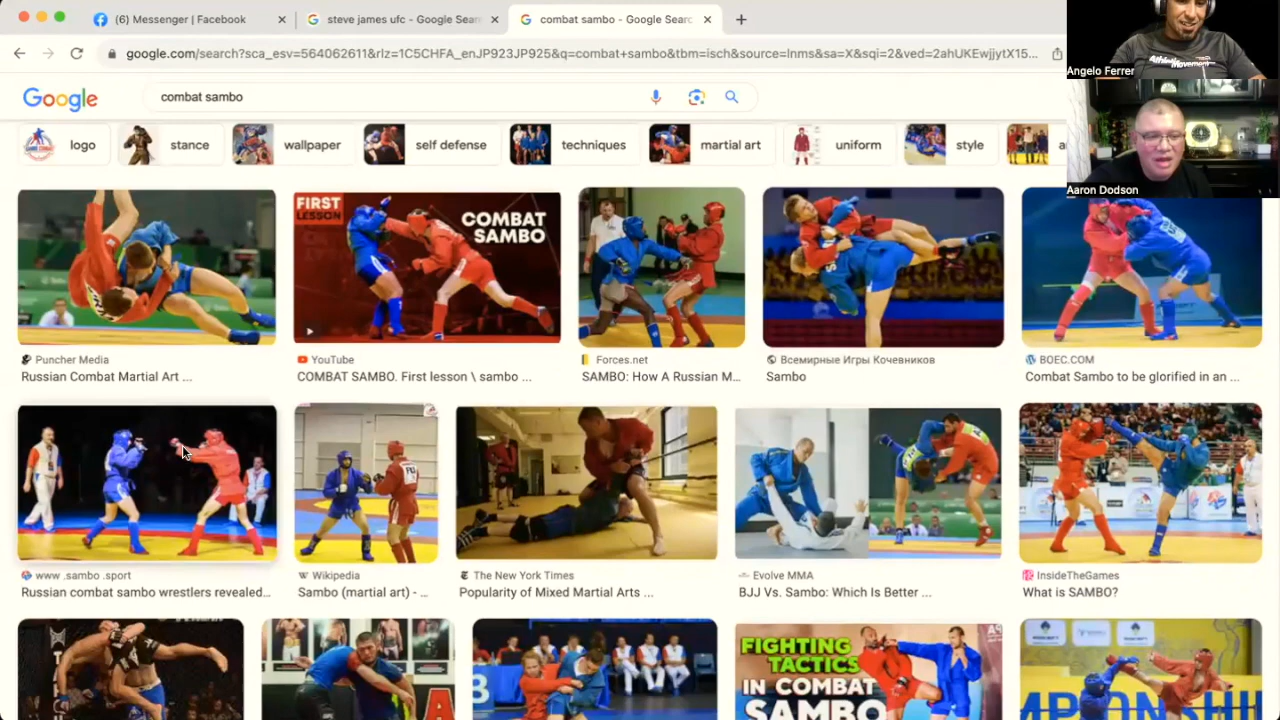 (6) Messenger | Facebook
steve james ufc - Google Sear
combat sambo - Google Searc
google.com/search?sca_esv=564062611&rlz=1C5CHFA_enJP923JP925&q=combat+sambo&tbm=isch&source=lnms&sa=X&sqi=2&ved=2ahUKEwjjytX15...
Athletic Movement
Angelo Ferrer
Google
combat sambo
logo
stance
wallpaper
self defense
techniques
martial art
uniform
style
Aaron Dodson
FIRST
LESSON
COMBAT
SAMBO
Puncher Media
Russian Combat Martial Art ...
YouTube
COMBAT SAMBO. First lesson \ sambo ...
Forces.net
SAMBO: How A Russian M...
Всемирные Игры Кочевников
Sambo
BOEC.COM
Combat Sambo to be glorified in an ...
www .sambo .sport
Russian combat sambo wrestlers revealed...
Wikipedia
Sambo (martial art) - ...
The New York Times
Popularity of Mixed Martial Arts ...
Evolve MMA
BJJ Vs. Sambo: Which Is Better ...
InsideTheGames
What is SAMBO?
8
FIGHTING
TACTICS
IN COMBAT
SAMBO